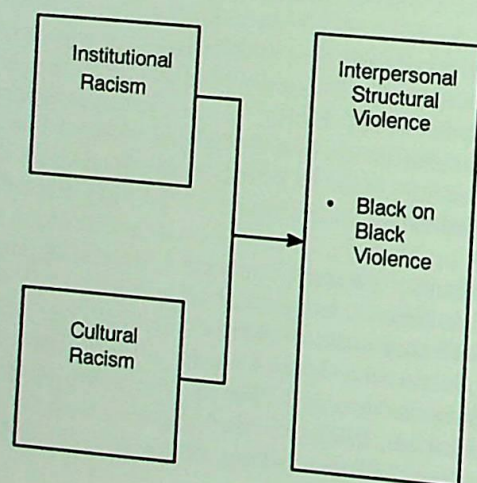 Institutional
Racism
Cultural
Racism
Interpersonal
Structural
Violence
• Black on
Black
Violence